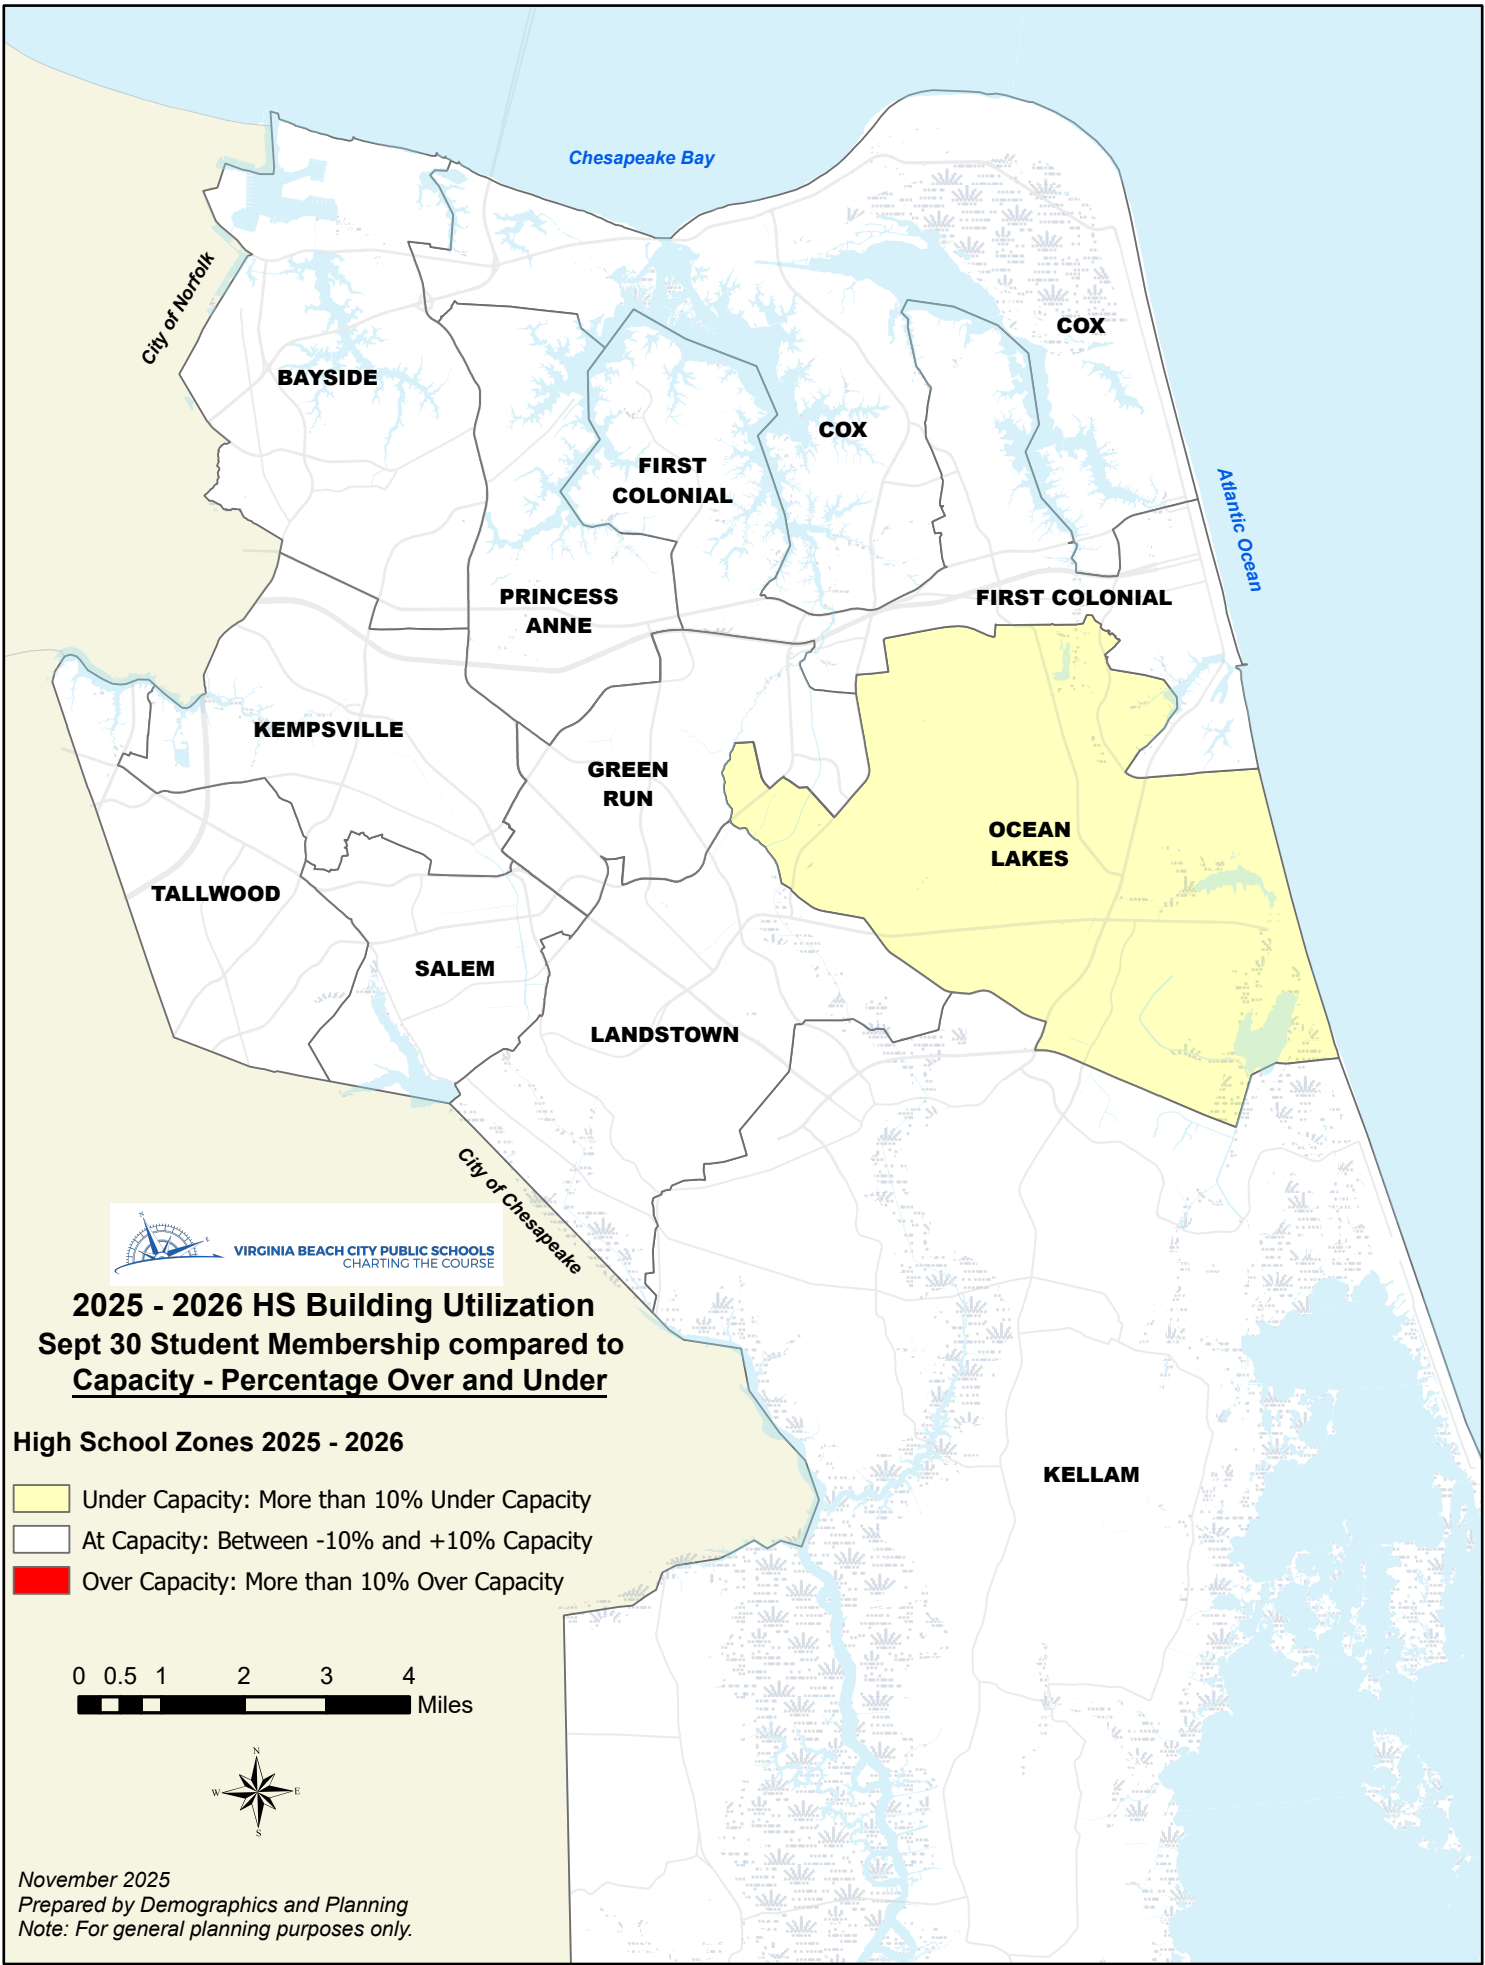 Chesapeake Bay
City of Norfolk
COX
BAYSIDE
COX
FIRST
COLONIAL
Atlantic Ocean
PRINCESS
ANNE
FIRST COLONIAL
KEMPSVILLE
GREEN
RUN
OCEAN
LAKES
TALLWOOD
SALEM
LANDSTOWN
City of Chesapeake
KELLAM
N
E
VIRGINIA BEACH CITY PUBLIC SCHOOLS
CHARTING THE COURSE
2025 - 2026 HS Building Utilization
Sept 30 Student Membership compared to
Capacity - Percentage Over and Under
High School Zones 2025 - 2026
Under Capacity: More than 10% Under Capacity
At Capacity: Between -10% and +10% Capacity
Over Capacity: More than 10% Over Capacity
0 0.5 1 2 3 4
Miles
N
W E
S
November 2025
Prepared by Demographics and Planning
Note: For general planning purposes only.